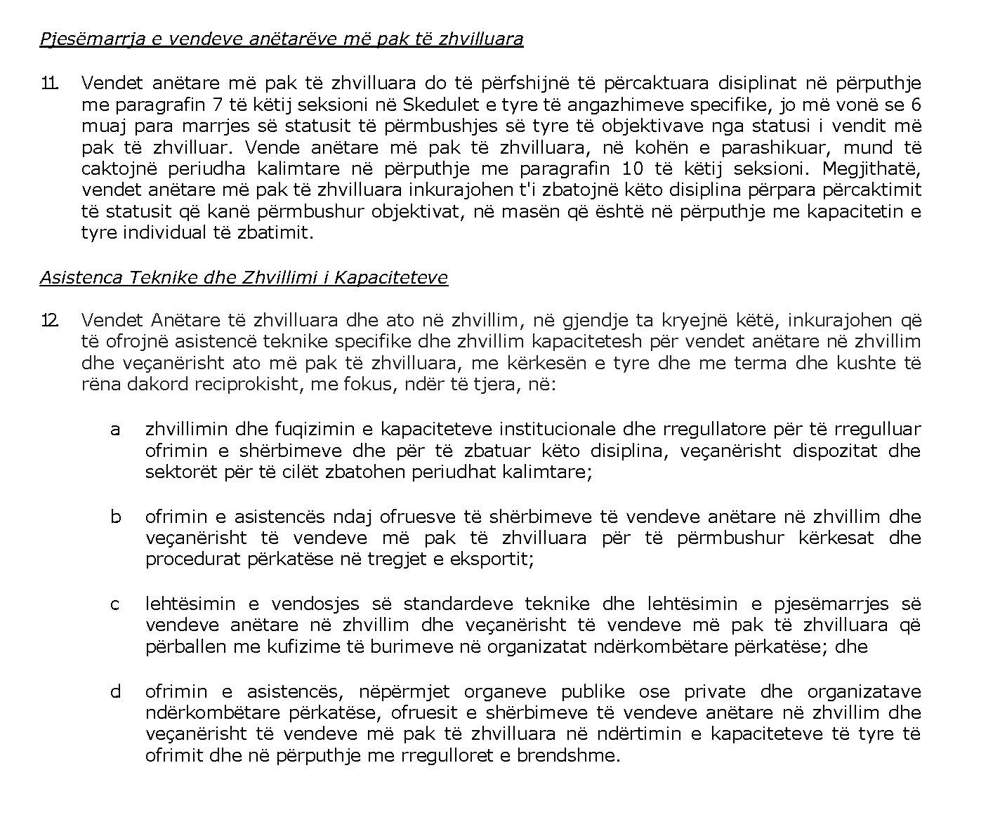 Pjesëmarrja e vendeve anëtarëve më pak të zhvilluara
11. Vendet anëtare më pak të zhvilluara do të përfshijnë të përcaktuara disiplinat në përputhje
me paragrafin 7 të këtij seksioni në Skedulet e tyre të angazhimeve specifike, jo më vonë se 6
muaj para marrjes së statusit të përmbushjes së tyre të objektivave nga statusi i vendit më
pak të zhvilluar. Vende anëtare më pak të zhvilluara, në kohën e parashikuar, mund të
caktojnë periudha kalimtare në përputhje me paragrafin 10 të këtij seksioni. Megjithatë,
vendet anëtare më pak të zhvilluara inkurajohen t'i zbatojnë këto disiplina përpara përcaktimit
të statusit që kanë përmbushur objektivat, në masën që është në përputhje me kapacitetin e
tyre individual të zbatimit.
Asistenca Teknike dhe Zhvillimi i Kapaciteteve
12. Vendet Anëtare të zhvilluara dhe ato në zhvillim, në gjendje ta kryejnë këtë, inkurajohen që
të ofrojnë asistencë teknike specifike dhe zhvillim kapacitetesh për vendet anëtare në zhvillim
dhe veçanërisht ato më pak të zhvilluara, me kërkesën e tyre dhe me terma dhe kushte të
rëna dakord reciprokisht, me fokus, ndër të tjera, në:
a zhvillimin dhe fuqizimin e kapaciteteve institucionale dhe rregullatore për të rregulluar
ofrimin e shërbimeve dhe për të zbatuar këto disiplina, veçanërisht dispozitat dhe
sektorët për të cilët zbatohen periudhat kalimtare;
b ofrimin e asistencës ndaj ofruesve të shërbimeve të vendeve anëtare në zhvillim dhe
veçanërisht të vendeve më pak të zhvilluara për të përmbushur kërkesat dhe
procedurat përkatëse në tregjet e eksportit;
c lehtësimin e vendosjes së standardeve teknike dhe lehtësimin e pjesëmarrjes së
vendeve anëtare në zhvillim dhe veçanërisht të vendeve më pak të zhvilluara që
përballen me kufizime të burimeve në organizatat ndërkombëtare përkatëse; dhe
d ofrimin e asistencës, nëpërmjet organeve publike ose private dhe organizatave
ndërkombëtare përkatëse, ofruesit e shërbimeve të vendeve anëtare në zhvillim dhe
veçanërisht të vendeve më pak të zhvilluara në ndërtimin e kapaciteteve të tyre të
ofrimit dhe në përputhje me rregulloret e brendshme.